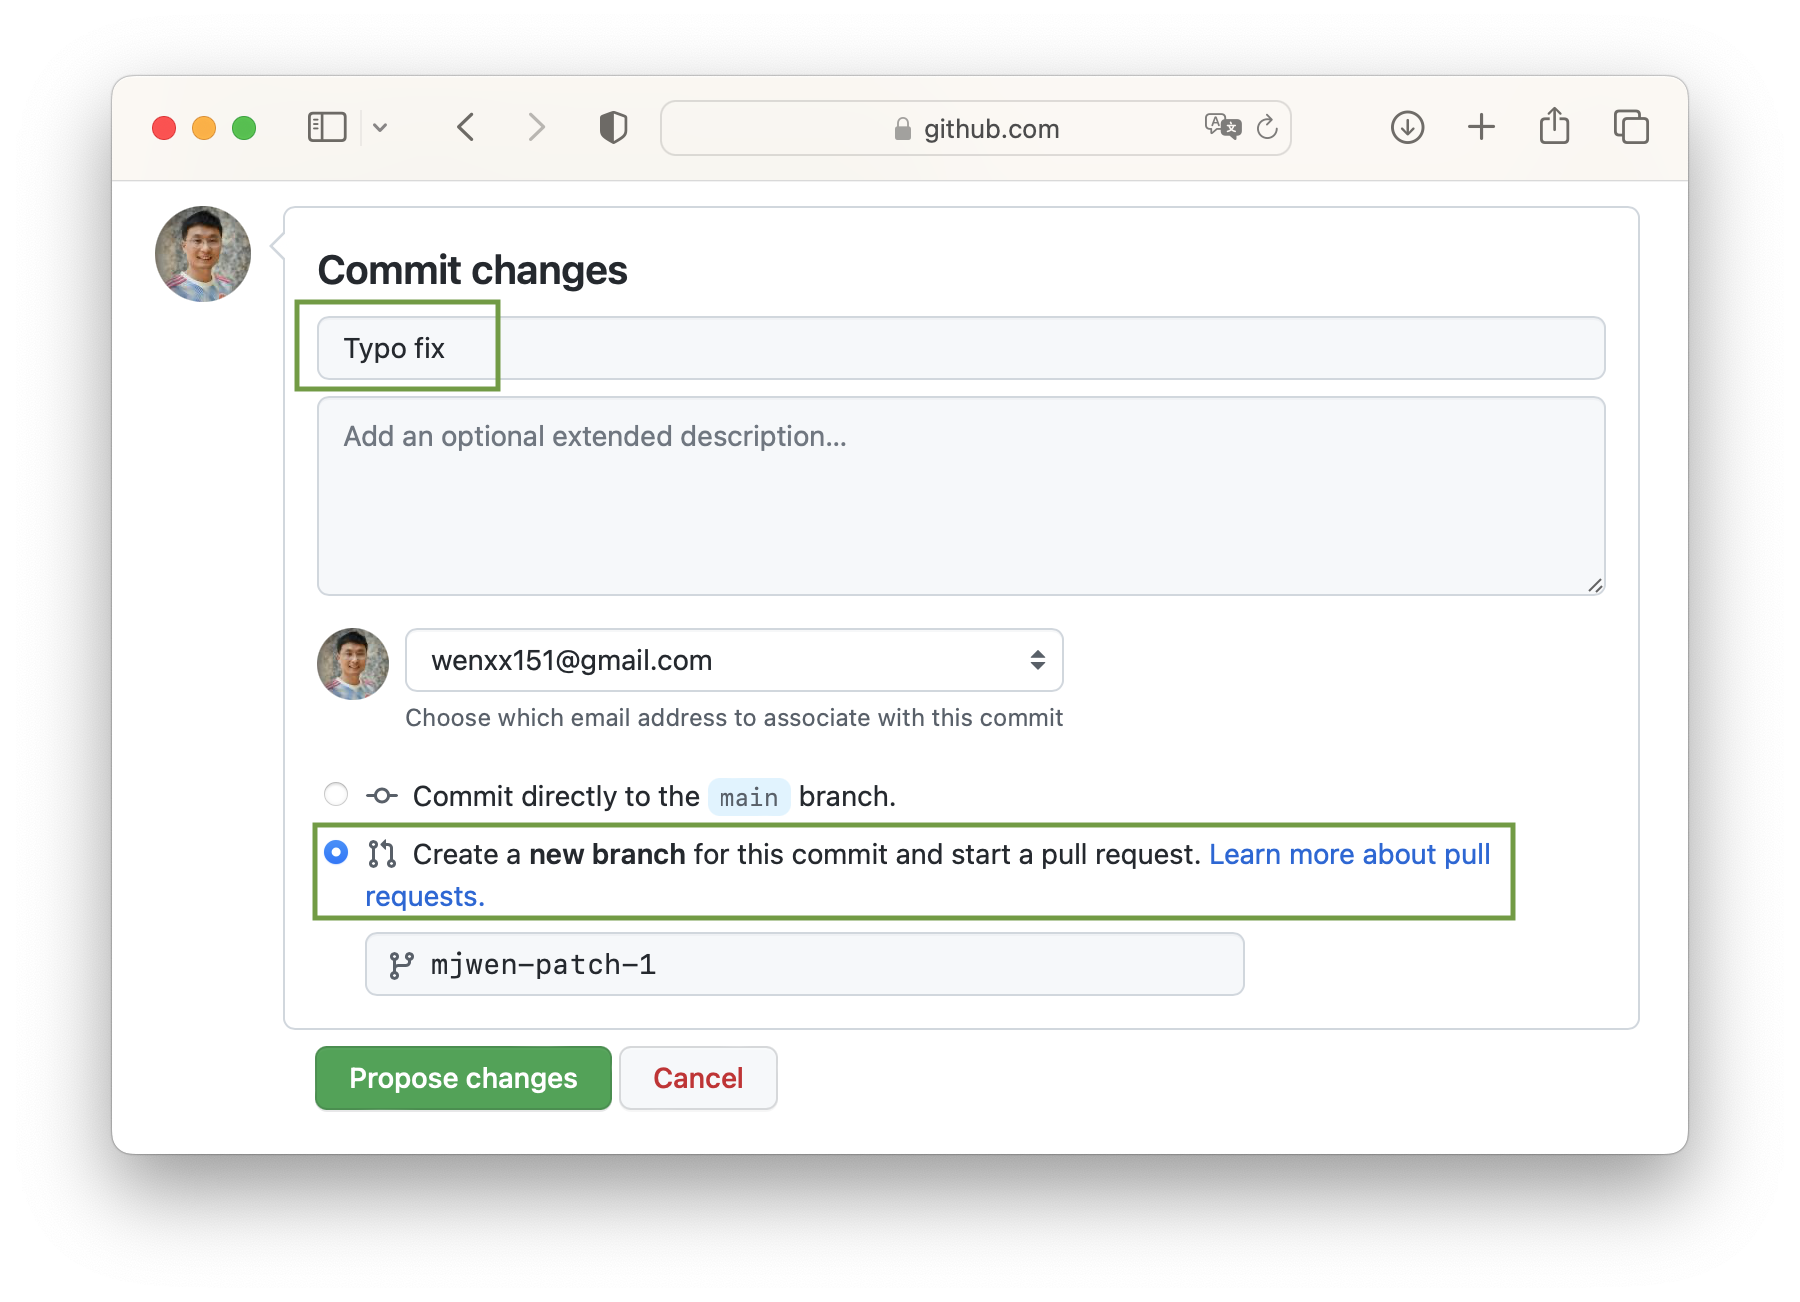 github.com
Commit changes
Typo fix
Add an optional extended description...
wenxx151@gmail.com
Choose which email address to associate with this commit
Commit directly to the main branch.
Create a new branch for this commit and start a pull request. Learn more about pull
requests.
mjwen-patch-1
Propose changes
Cancel